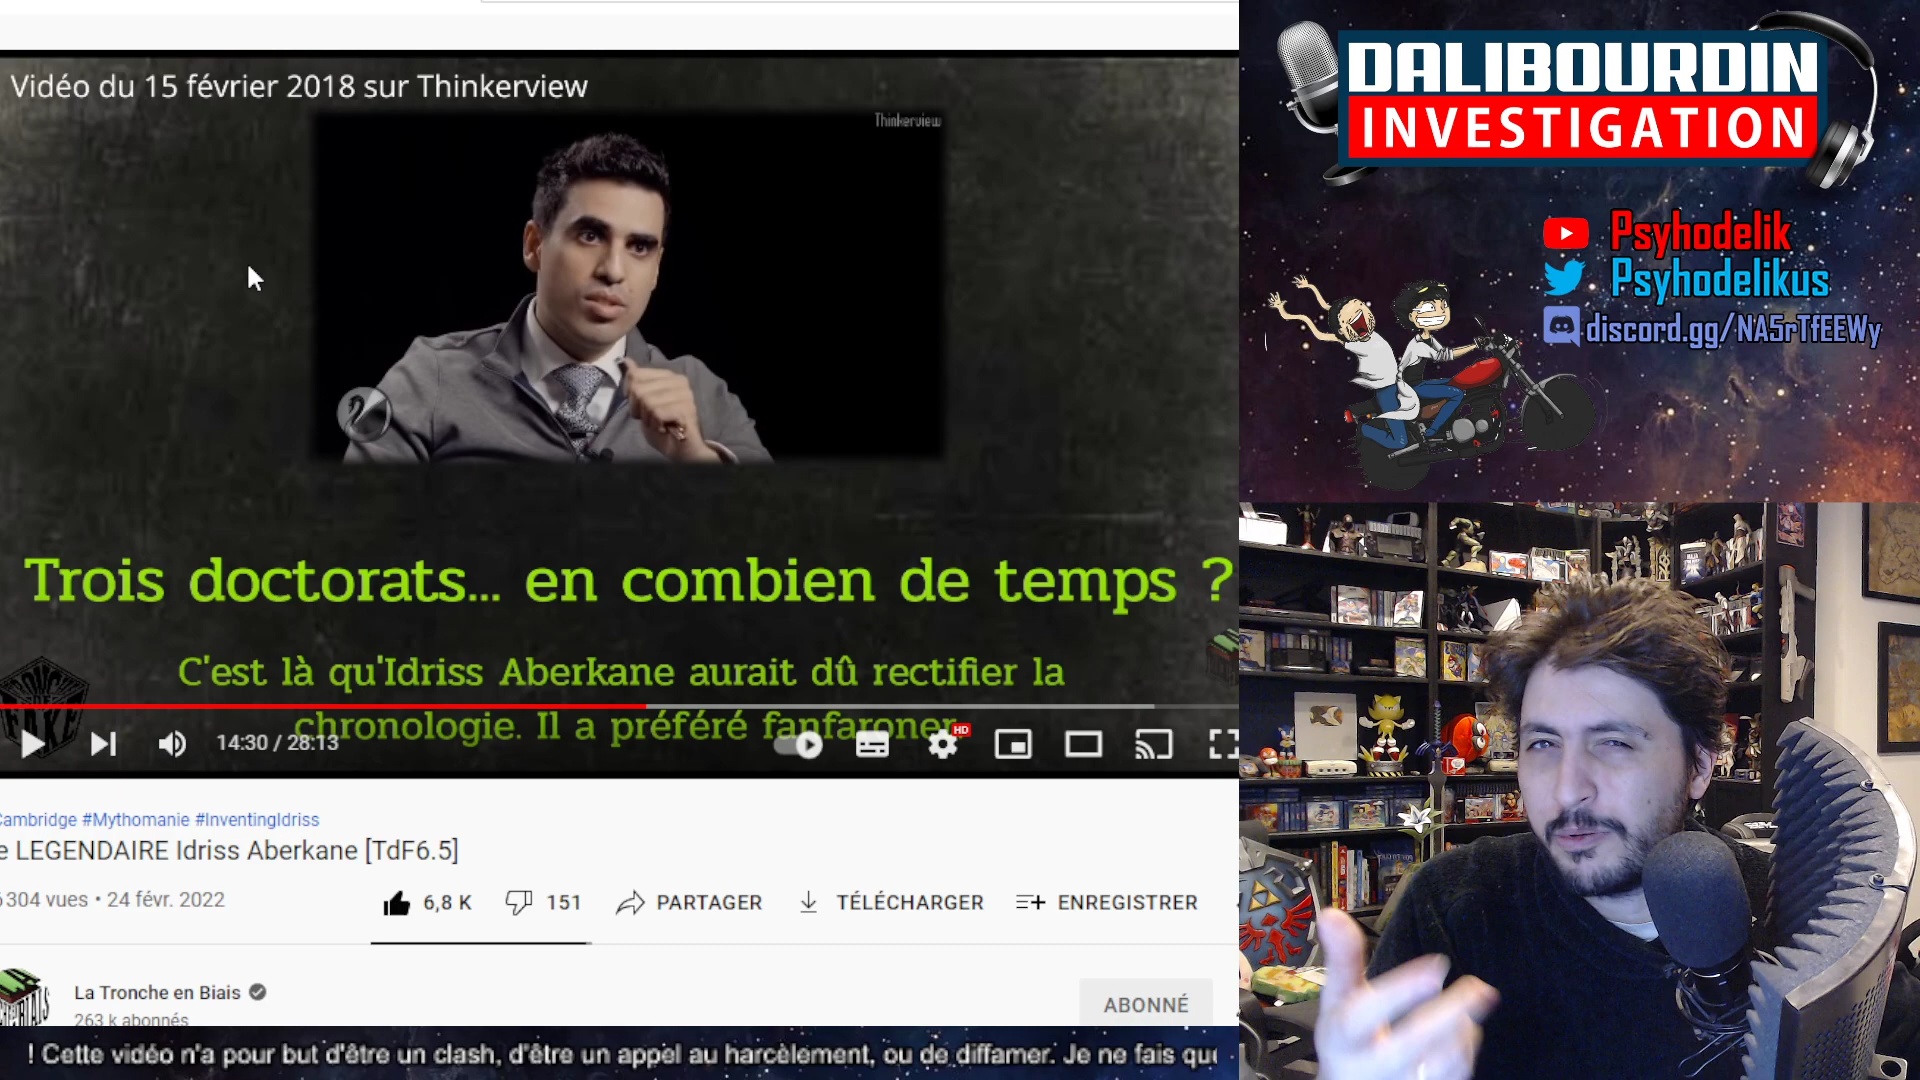 Vidéo du 15 février 2018 sur Thinkerview
Thinkerview
Trois doctorats... en combien de temps ?
C'est là qu'Idriss Aberkane aurait dû rectifier la
chronologie. Il a préféré fanfaroner
14:30 / 28:13
HD
Cambridge #Mythomanie #InventingIdriss
e LEGENDAIRE Idriss Aberkane [TdF6.5]
304 vues • 24 févr. 2022
6,8 K
151
PARTAGER
TÉLÉCHARGER
ENREGISTRER
La Tronche en Biais
263 k abonnés
ABONNÉ
! Cette vidéo n'a pour but d'être un clash, d'être un appel au harcèlement, ou de diffamer. Je ne fais que
DALIBOURDIN
INVESTIGATION
Psyhodelik
Psyhodelikus
discord.gg/NA5rTfEEWy